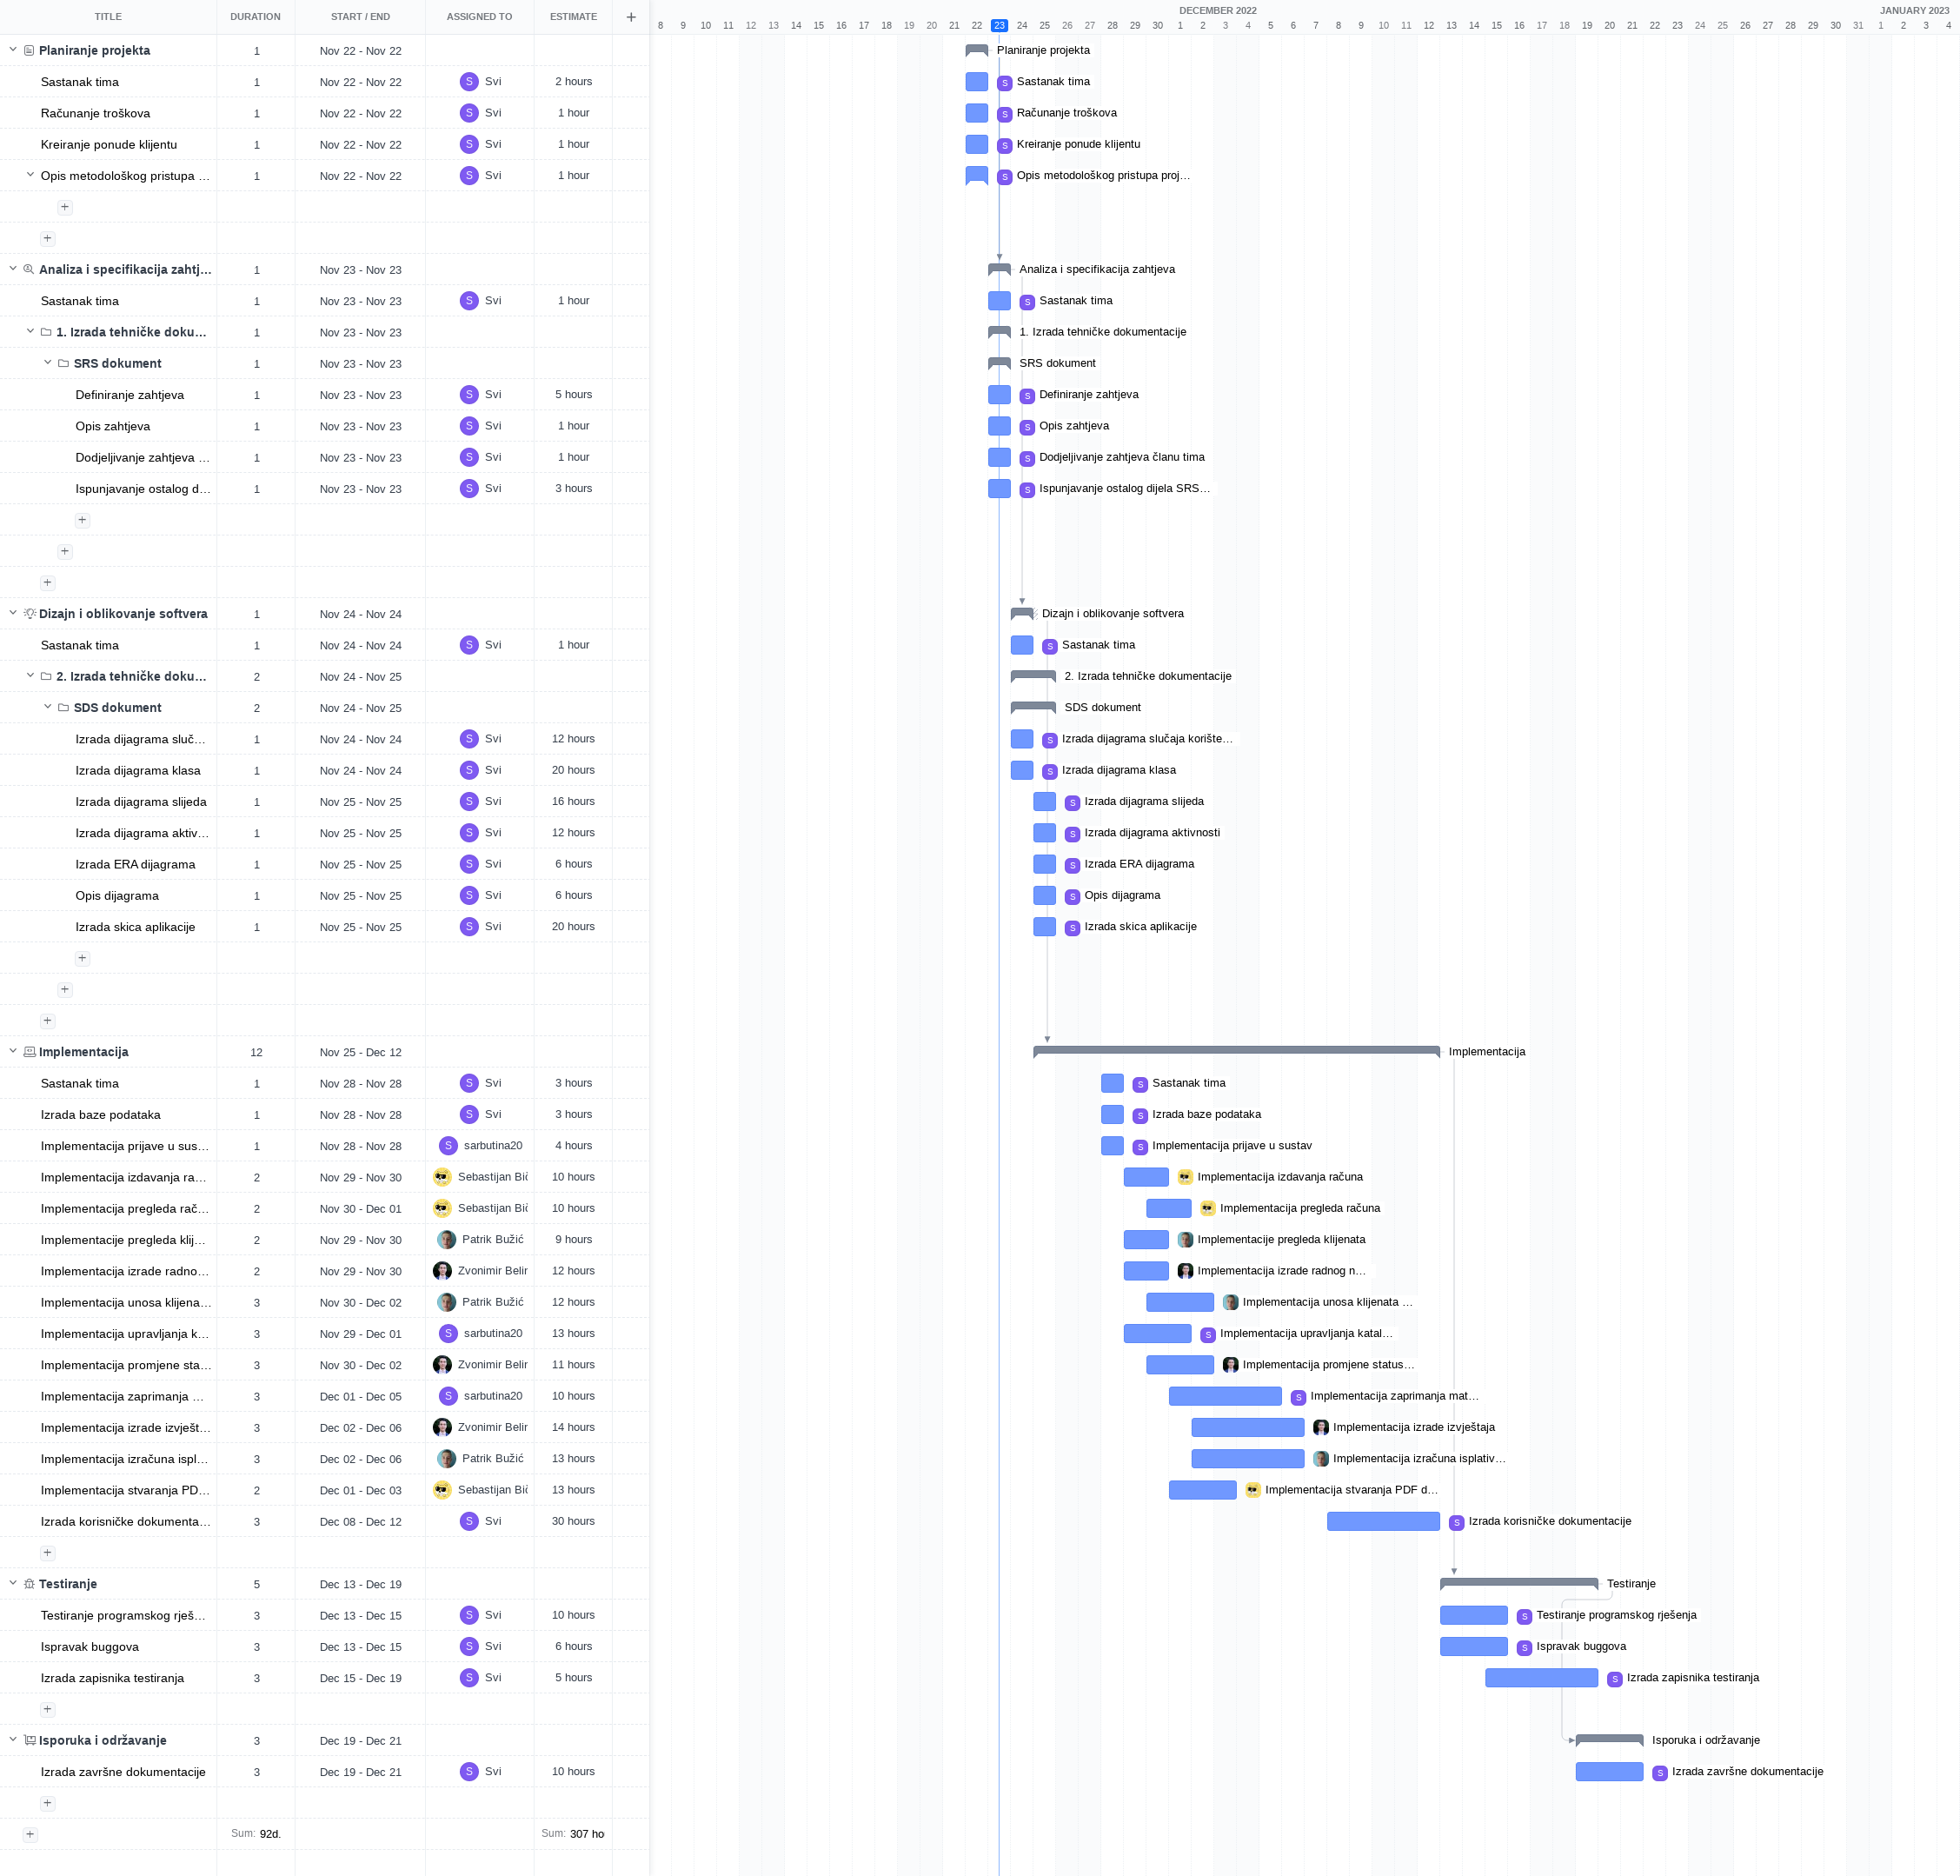 TITLE DURATION START / END ASSIGNED TO ESTIMATE + DECEMBER 2022 JANUARY 2023
8 9 10 11 12 13 14 15 16 17 18 19 20 21 22 23 24 25 26 27 28 29 30 1 2 3 4 5 6 7 8 9 10 11 12 13 14 15 16 17 18 19 20 21 22 23 24 25 26 27 28 29 30 31 1 2 3 4
Planiranje projekta 1 Nov 22 - Nov 22 Planiranje projekta
Sastanak tima 1 Nov 22 - Nov 22 S Svi 2 hours S Sastanak tima
Računanje troškova 1 Nov 22 - Nov 22 S Svi 1 hour S Računanje troškova
Kreiranje ponude klijentu 1 Nov 22 - Nov 22 S Svi 1 hour S Kreiranje ponude klijentu
Opis metodološkog pristupa … 1 Nov 22 - Nov 22 S Svi 1 hour S Opis metodološkog pristupa proj…
+
+
Analiza i specifikacija zahtj… 1 Nov 23 - Nov 23 Analiza i specifikacija zahtjeva
Sastanak tima 1 Nov 23 - Nov 23 S Svi 1 hour S Sastanak tima
1. Izrada tehničke doku… 1 Nov 23 - Nov 23 1. Izrada tehničke dokumentacije
SRS dokument 1 Nov 23 - Nov 23 SRS dokument
Definiranje zahtjeva 1 Nov 23 - Nov 23 S Svi 5 hours S Definiranje zahtjeva
Opis zahtjeva 1 Nov 23 - Nov 23 S Svi 1 hour S Opis zahtjeva
Dodjeljivanje zahtjeva … 1 Nov 23 - Nov 23 S Svi 1 hour S Dodjeljivanje zahtjeva članu tima
Ispunjavanje ostalog d… 1 Nov 23 - Nov 23 S Svi 3 hours S Ispunjavanje ostalog dijela SRS…
+
+
+
Dizajn i oblikovanje softvera 1 Nov 24 - Nov 24 Dizajn i oblikovanje softvera
Sastanak tima 1 Nov 24 - Nov 24 S Svi 1 hour S Sastanak tima
2. Izrada tehničke doku… 2 Nov 24 - Nov 25 2. Izrada tehničke dokumentacije
SDS dokument 2 Nov 24 - Nov 25 SDS dokument
Izrada dijagrama sluč… 1 Nov 24 - Nov 24 S Svi 12 hours S Izrada dijagrama slučaja korište…
Izrada dijagrama klasa 1 Nov 24 - Nov 24 S Svi 20 hours S Izrada dijagrama klasa
Izrada dijagrama slijeda 1 Nov 25 - Nov 25 S Svi 16 hours S Izrada dijagrama slijeda
Izrada dijagrama aktiv… 1 Nov 25 - Nov 25 S Svi 12 hours S Izrada dijagrama aktivnosti
Izrada ERA dijagrama 1 Nov 25 - Nov 25 S Svi 6 hours S Izrada ERA dijagrama
Opis dijagrama 1 Nov 25 - Nov 25 S Svi 6 hours S Opis dijagrama
Izrada skica aplikacije 1 Nov 25 - Nov 25 S Svi 20 hours S Izrada skica aplikacije
+
+
+
Implementacija 12 Nov 25 - Dec 12 Implementacija
Sastanak tima 1 Nov 28 - Nov 28 S Svi 3 hours S Sastanak tima
Izrada baze podataka 1 Nov 28 - Nov 28 S Svi 3 hours S Izrada baze podataka
Implementacija prijave u sus… 1 Nov 28 - Nov 28 S sarbutina20 4 hours S Implementacija prijave u sustav
Implementacija izdavanja ra… 2 Nov 29 - Nov 30 Sebastijan Bič 10 hours Implementacija izdavanja računa
Implementacija pregleda rač… 2 Nov 30 - Dec 01 Sebastijan Bič 10 hours Implementacija pregleda računa
Implementacije pregleda klij… 2 Nov 29 - Nov 30 Patrik Bužić 9 hours Implementacije pregleda klijenata
Implementacija izrade radno… 2 Nov 29 - Nov 30 Zvonimir Belir 12 hours Implementacija izrade radnog n…
Implementacija unosa klijena… 3 Nov 30 - Dec 02 Patrik Bužić 12 hours Implementacija unosa klijenata …
Implementacija upravljanja k… 3 Nov 29 - Dec 01 S sarbutina20 13 hours S Implementacija upravljanja katal…
Implementacija promjene sta… 3 Nov 30 - Dec 02 Zvonimir Belir 11 hours Implementacija promjene status…
Implementacija zaprimanja … 3 Dec 01 - Dec 05 S sarbutina20 10 hours S Implementacija zaprimanja mat…
Implementacija izrade izvješt… 3 Dec 02 - Dec 06 Zvonimir Belir 14 hours Implementacija izrade izvještaja
Implementacija izračuna ispl… 3 Dec 02 - Dec 06 Patrik Bužić 13 hours Implementacija izračuna isplativ…
Implementacija stvaranja PD… 2 Dec 01 - Dec 03 Sebastijan Bič 13 hours Implementacija stvaranja PDF d…
Izrada korisničke dokumenta… 3 Dec 08 - Dec 12 S Svi 30 hours S Izrada korisničke dokumentacije
+
Testiranje 5 Dec 13 - Dec 19 Testiranje
Testiranje programskog rješ… 3 Dec 13 - Dec 15 S Svi 10 hours S Testiranje programskog rješenja
Ispravak buggova 3 Dec 13 - Dec 15 S Svi 6 hours S Ispravak buggova
Izrada zapisnika testiranja 3 Dec 15 - Dec 19 S Svi 5 hours S Izrada zapisnika testiranja
+
Isporuka i održavanje 3 Dec 19 - Dec 21 Isporuka i održavanje
Izrada završne dokumentacije 3 Dec 19 - Dec 21 S Svi 10 hours S Izrada završne dokumentacije
+
+ Sum: 92d. Sum: 307 ho